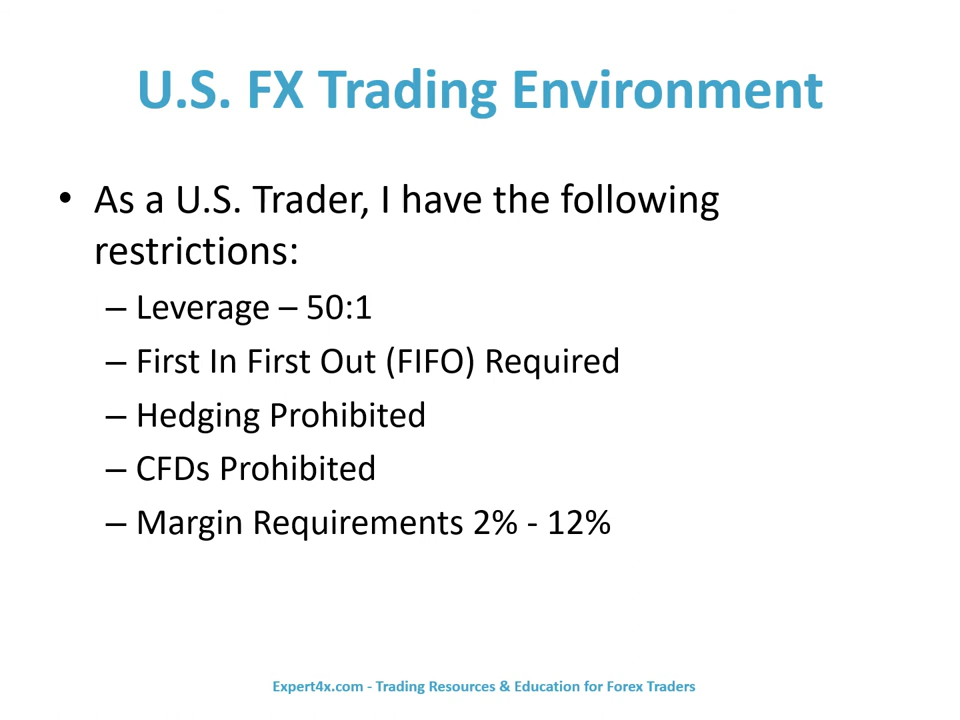 U.S. FX Trading Environment
• As a U.S. Trader, I have the following
restrictions:
– Leverage – 50:1
– First In First Out (FIFO) Required
– Hedging Prohibited
– CFDs Prohibited
– Margin Requirements 2% - 12%
Expert4x.com - Trading Resources & Education for Forex Traders